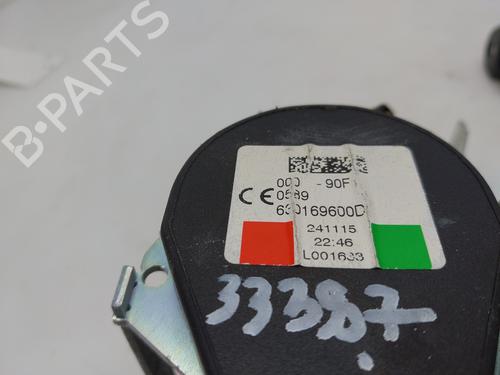 B-PARTS
000 - 90F
CE 0589
630169600D
241115
22:46
L001633
33387